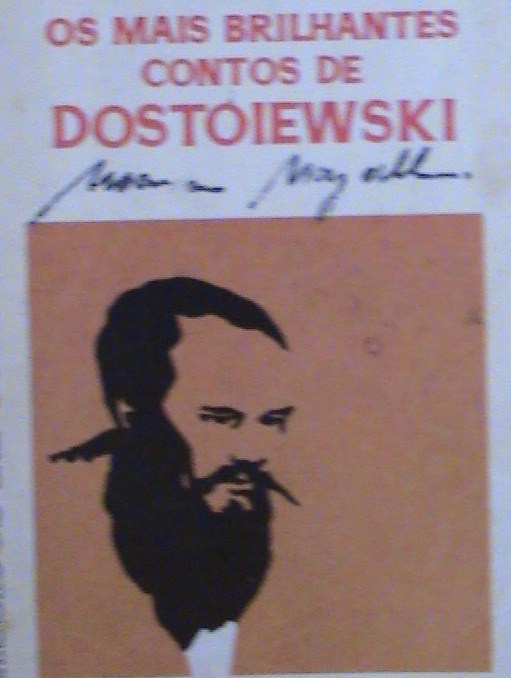 OS MAIS BRILHANTES
CONTOS DE
DOSTOIEWSKI